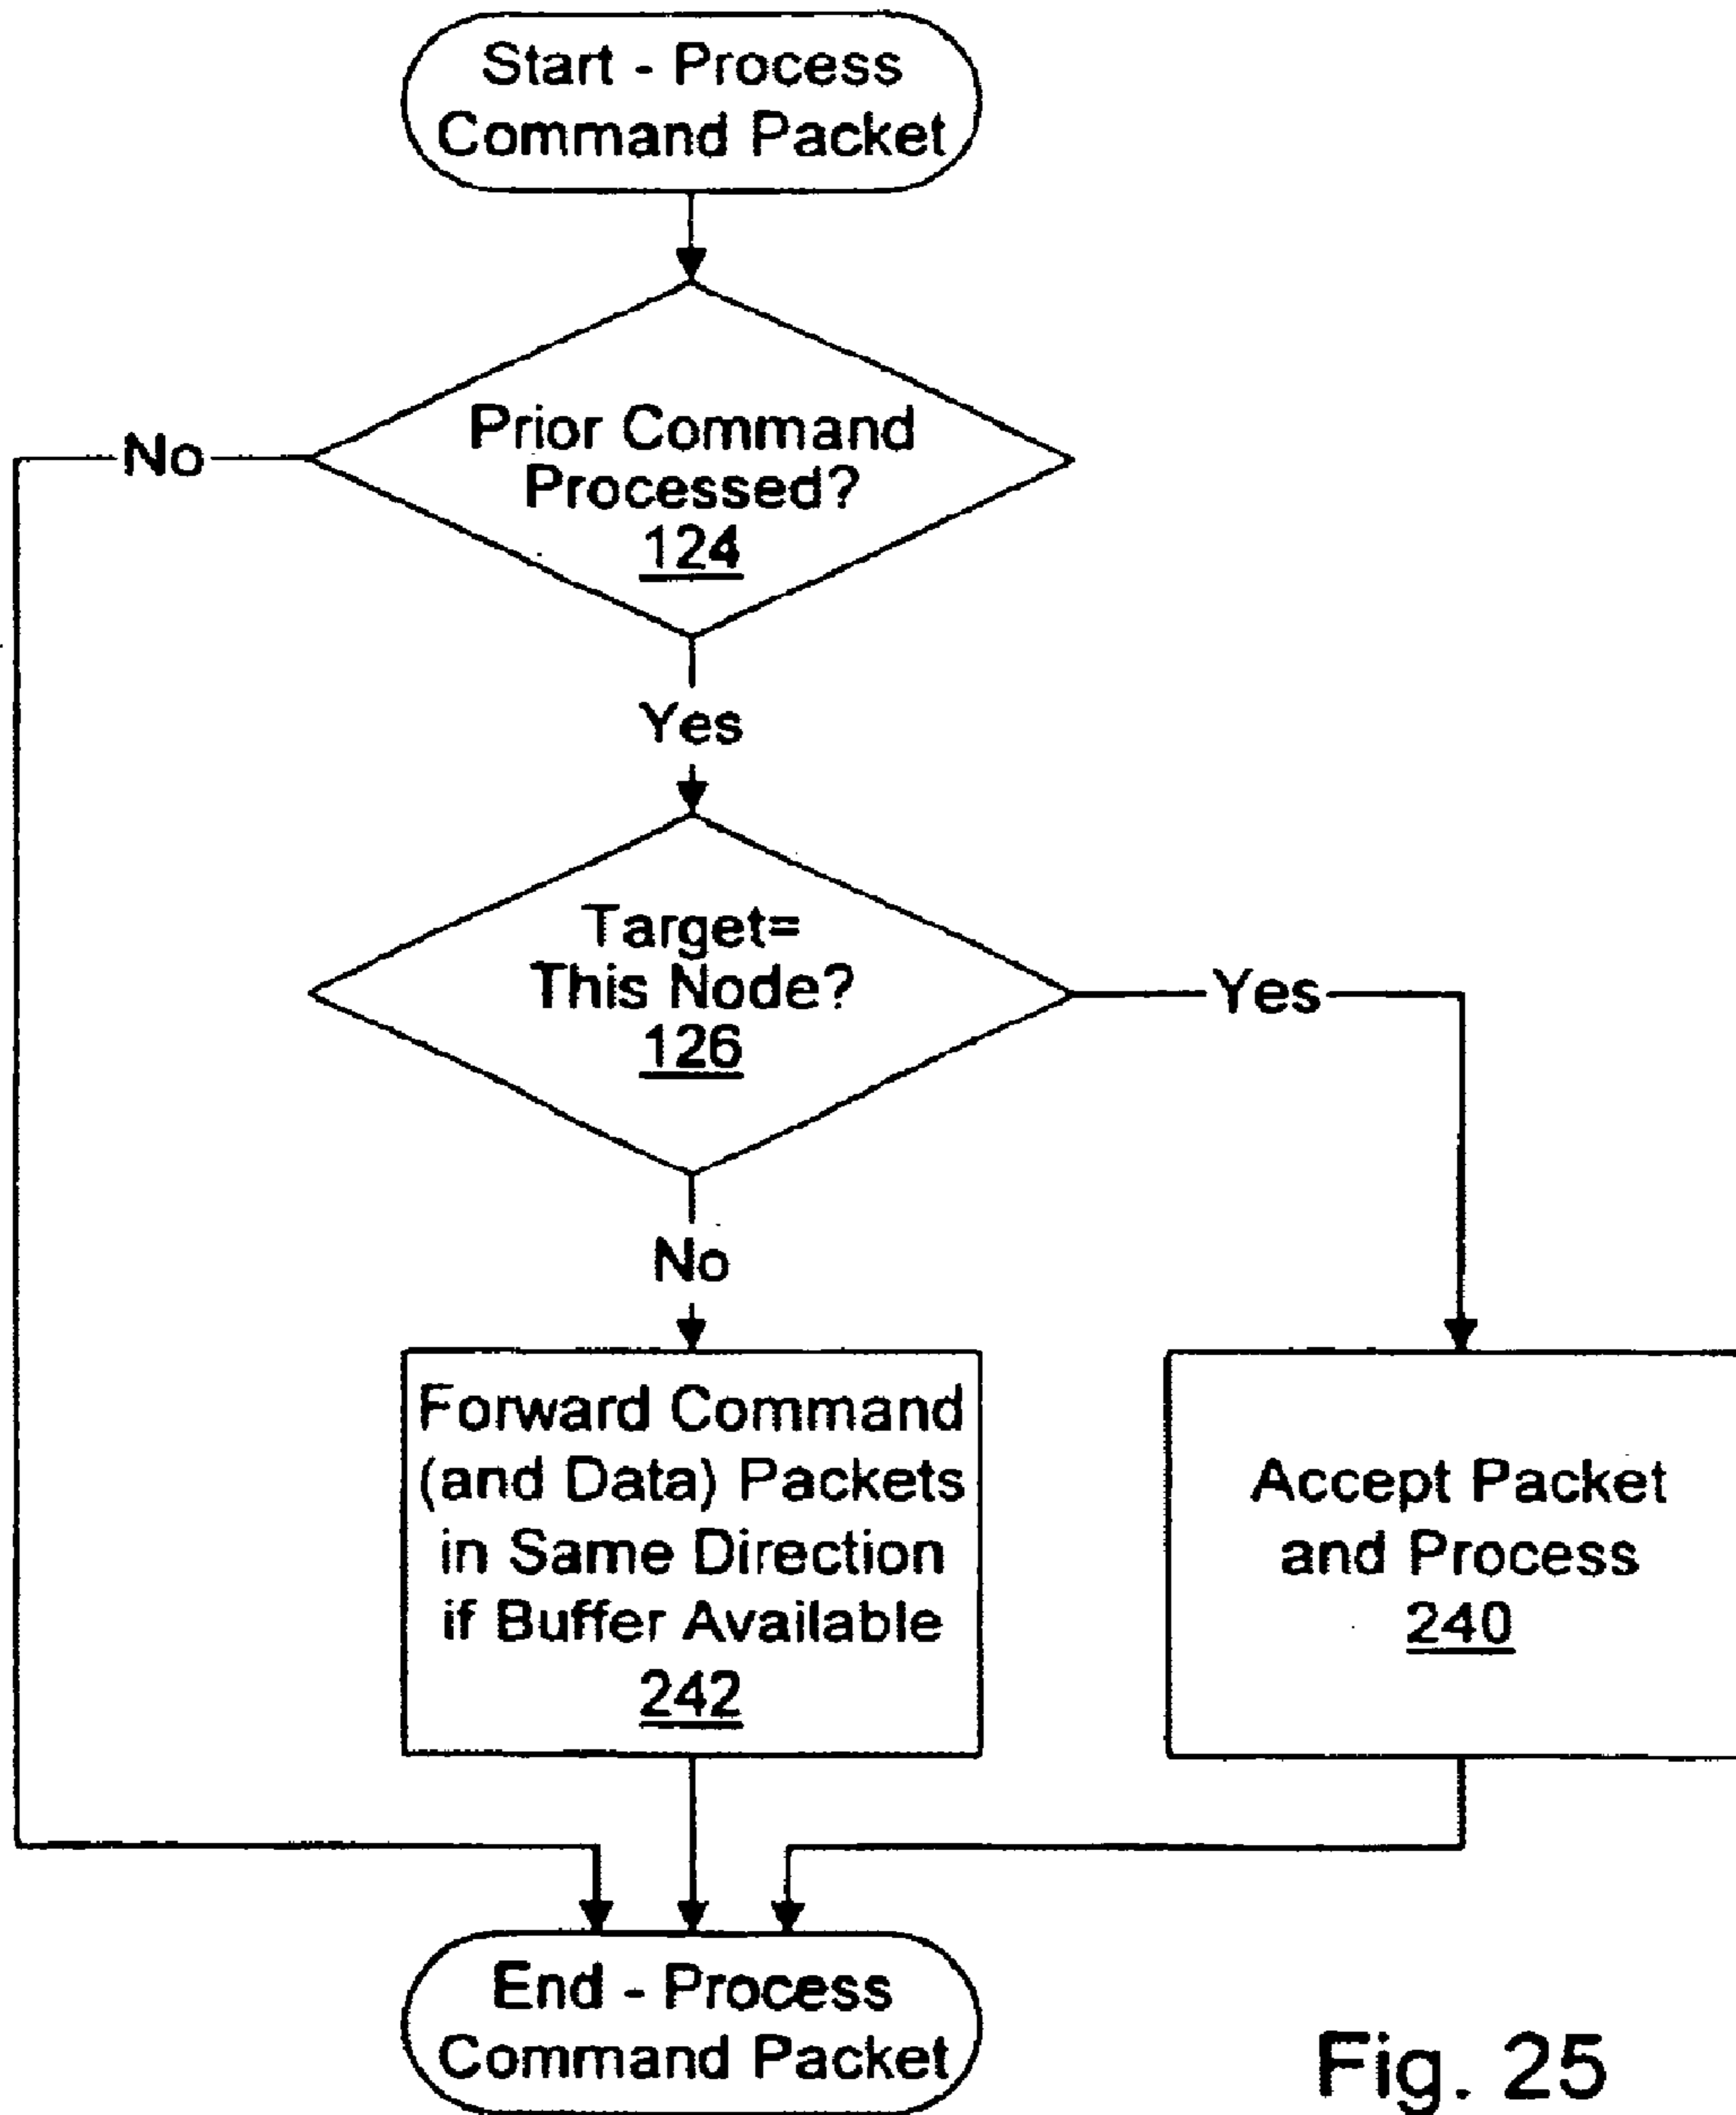 Start - Process
Command Packet
Prior Command
Processed?
124
No
Yes
Target=
This Node?
126
Yes
No
Forward Command
(and Data) Packets
in Same Direction
if Buffer Available
242
Accept Packet
and Process
240
End - Process
Command Packet
Fig. 25